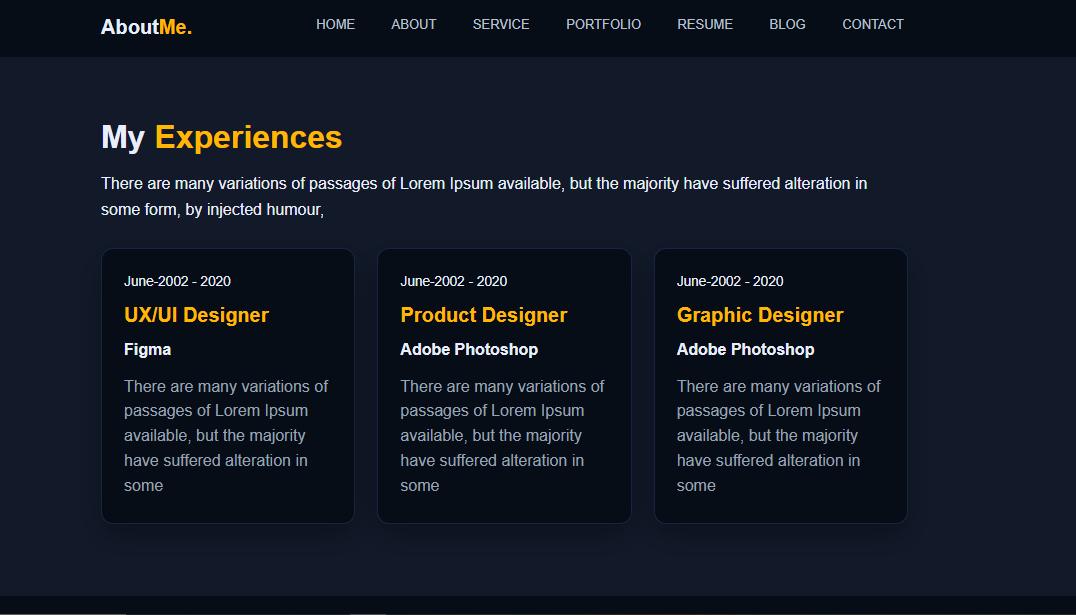 AboutMe. HOME ABOUT SERVICE PORTFOLIO RESUME BLOG CONTACT
My Experiences
There are many variations of passages of Lorem Ipsum available, but the majority have suffered alteration in
some form, by injected humour,
June-2002 - 2020
UX/UI Designer
Figma
There are many variations of
passages of Lorem Ipsum
available, but the majority
have suffered alteration in
some
June-2002 - 2020
Product Designer
Adobe Photoshop
There are many variations of
passages of Lorem Ipsum
available, but the majority
have suffered alteration in
some
June-2002 - 2020
Graphic Designer
Adobe Photoshop
There are many variations of
passages of Lorem Ipsum
available, but the majority
have suffered alteration in
some